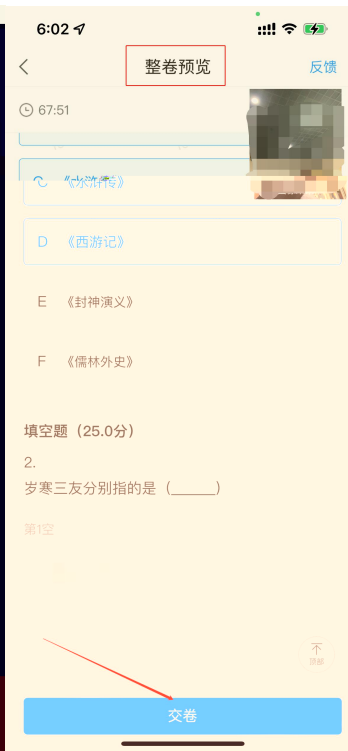 6:02
整卷预览
反馈
67:51
C 《水浒传》
D 《西游记》
E 《封神演义》
F 《儒林外史》
填空题（25.0分）
2.
岁寒三友分别指的是（______）
第1空
顶部
交卷